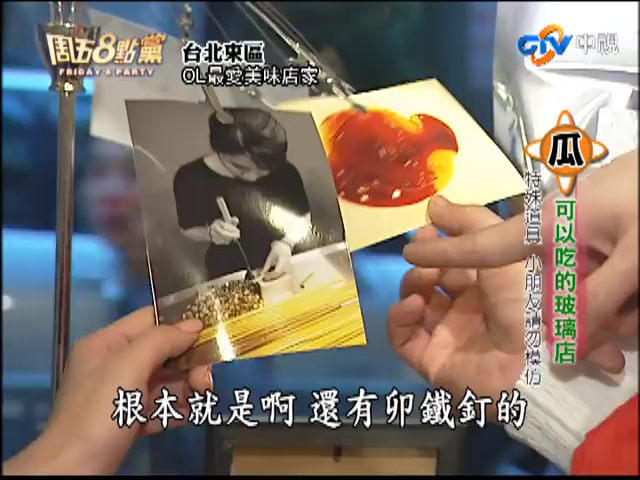 周五8點黨
FRIDAY 8 PARTY
台北東區
OL最愛美味店家
CTV 中視
瓜
可以吃的玻璃店
特殊道具 小朋友請勿模仿
根本就是啊 還有卯鐵釘的